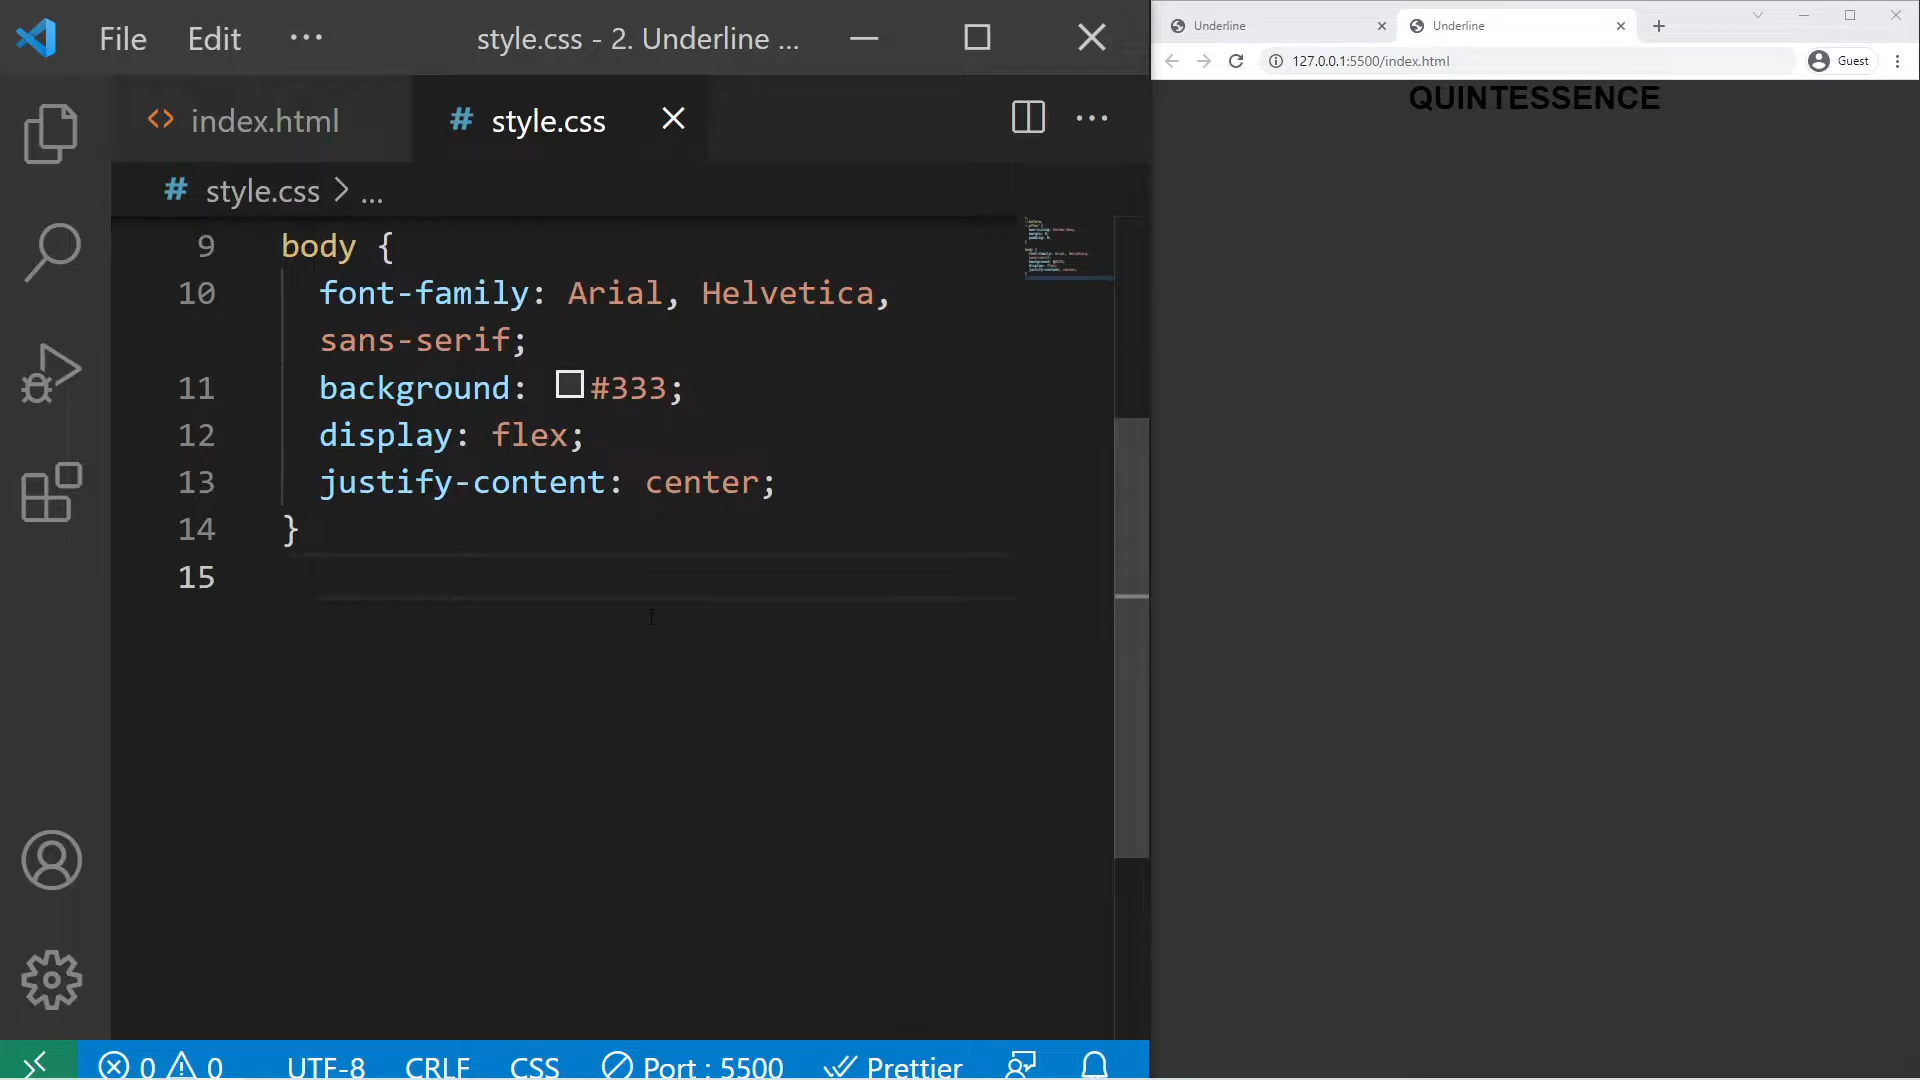 File Edit ... style.css - 2. Underline ...
index.html style.css
style.css > ...
9 body {
10 font-family: Arial, Helvetica,
sans-serif;
11 background: #333;
12 display: flex;
13 justify-content: center;
14 }
15
0 0 UTF-8 CRLF CSS Port : 5500 Prettier
Underline Underline
127.0.0.1:5500/index.html Guest
QUINTESSENCE